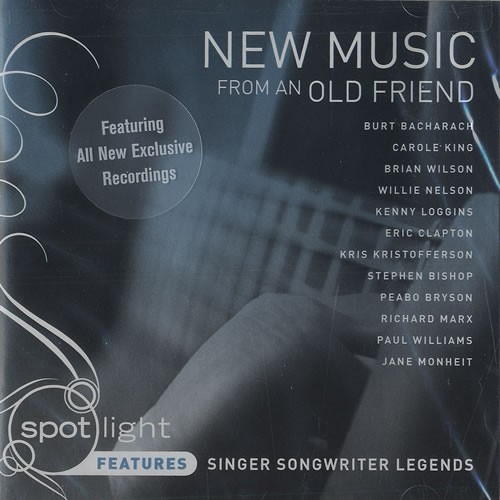 NEW MUSIC
FROM AN OLD FRIEND
Featuring
All New Exclusive
Recordings
BURT BACHARACH
CAROLE KING
BRIAN WILSON
WILLIE NELSON
KENNY LOGGINS
ERIC CLAPTON
KRIS KRISTOFFERSON
STEPHEN BISHOP
PEABO BRYSON
RICHARD MARX
PAUL WILLIAMS
JANE MONHEIT
spotlight
FEATURES SINGER SONGWRITER LEGENDS